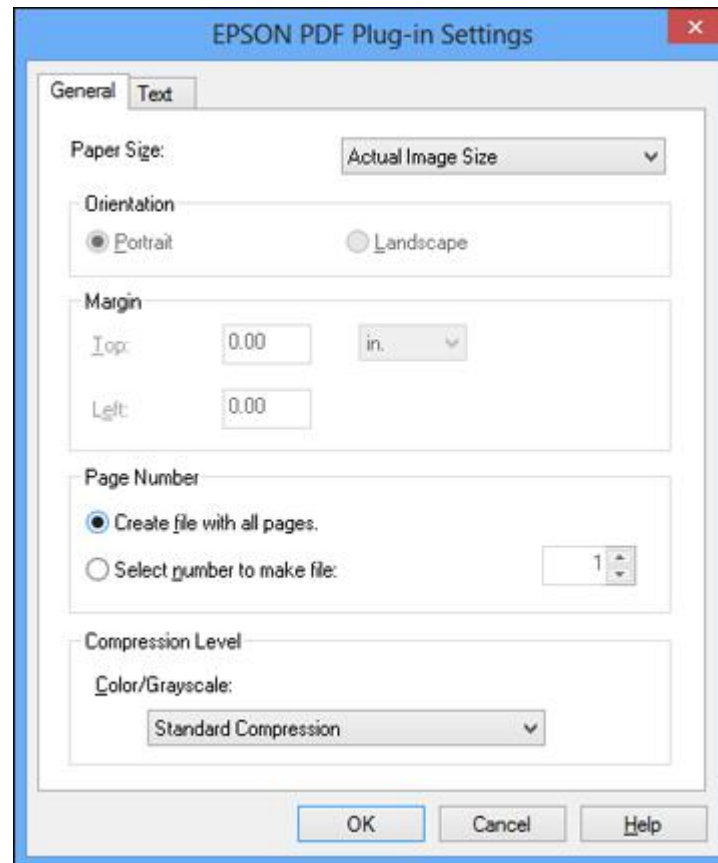 EPSON PDF Plug-in Settings
General Text
Paper Size: Actual Image Size
Orientation
Portrait Landscape
Margin
Top: 0.00 in.
Left: 0.00
Page Number
Create file with all pages.
Select number to make file: 1
Compression Level
Color/Grayscale:
Standard Compression
OK Cancel Help